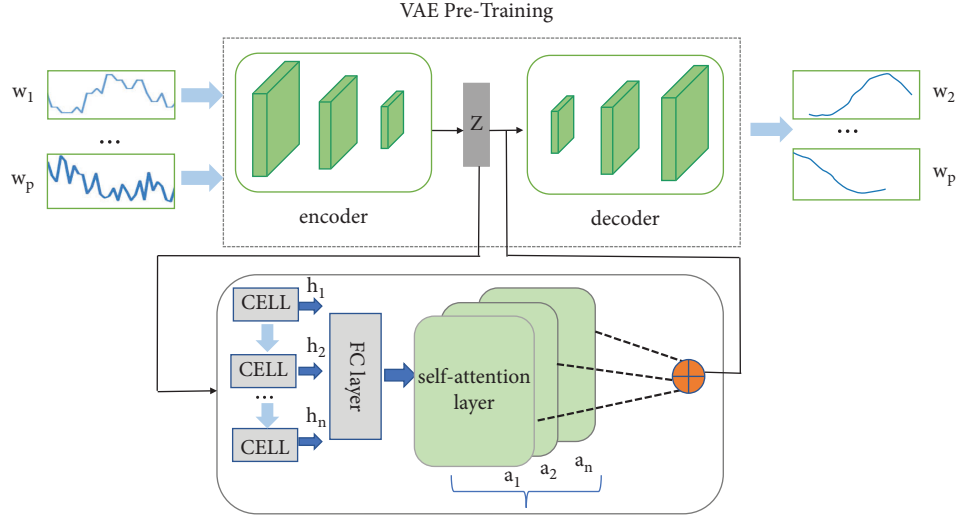 VAE Pre-Training
w1
...
wp
encoder
Z
decoder
w2
...
wp
CELL
h1
CELL
h2
...
CELL
hn
FC layer
self-attention
layer
a1
a2
an